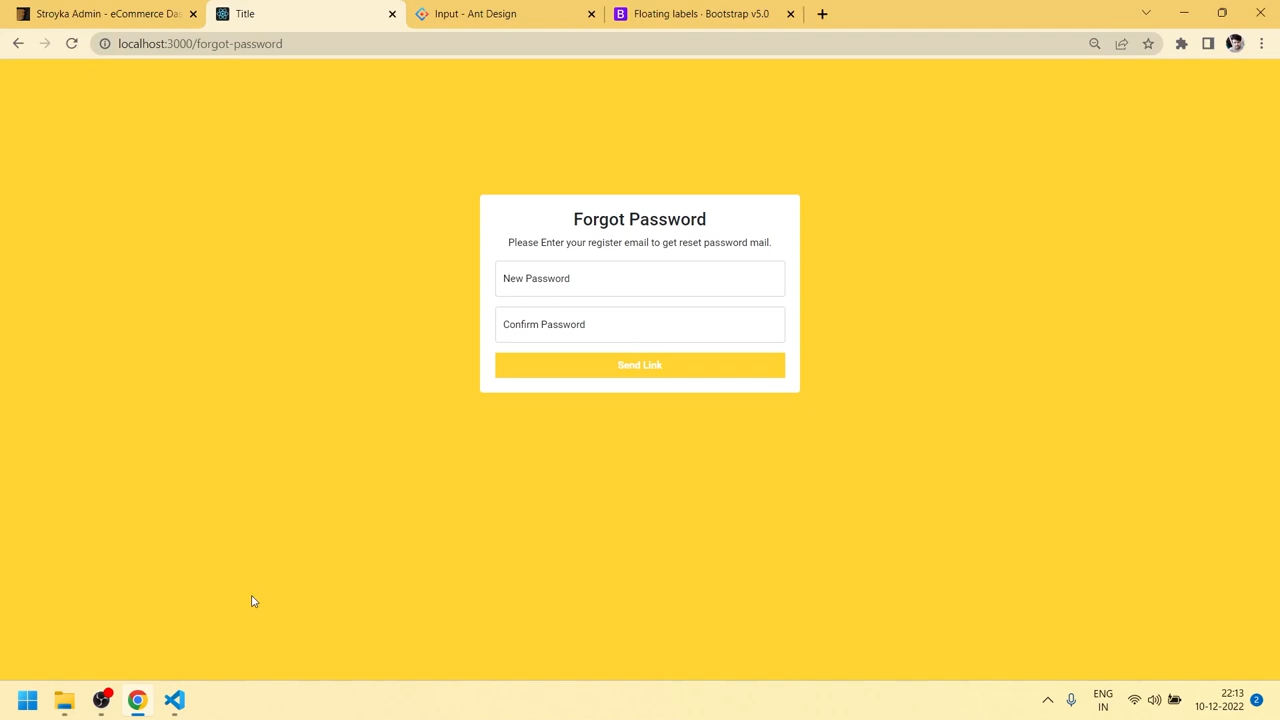 Stroyka Admin - eCommerce Das
Title
Input - Ant Design
Floating labels · Bootstrap v5.0
localhost:3000/forgot-password
Forgot Password
Please Enter your register email to get reset password mail.
New Password
Confirm Password
Send Link
ENG
IN
22:13
10-12-2022
2